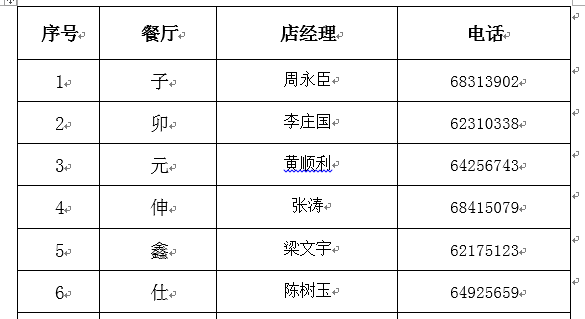 序号 餐厅 店经理 电话
1 子 周永臣 68313902
2 卯 李庄国 62310338
3 元 黄顺利 64256743
4 伸 张涛 68415079
5 鑫 梁文宇 62175123
6 仕 陈树玉 64925659